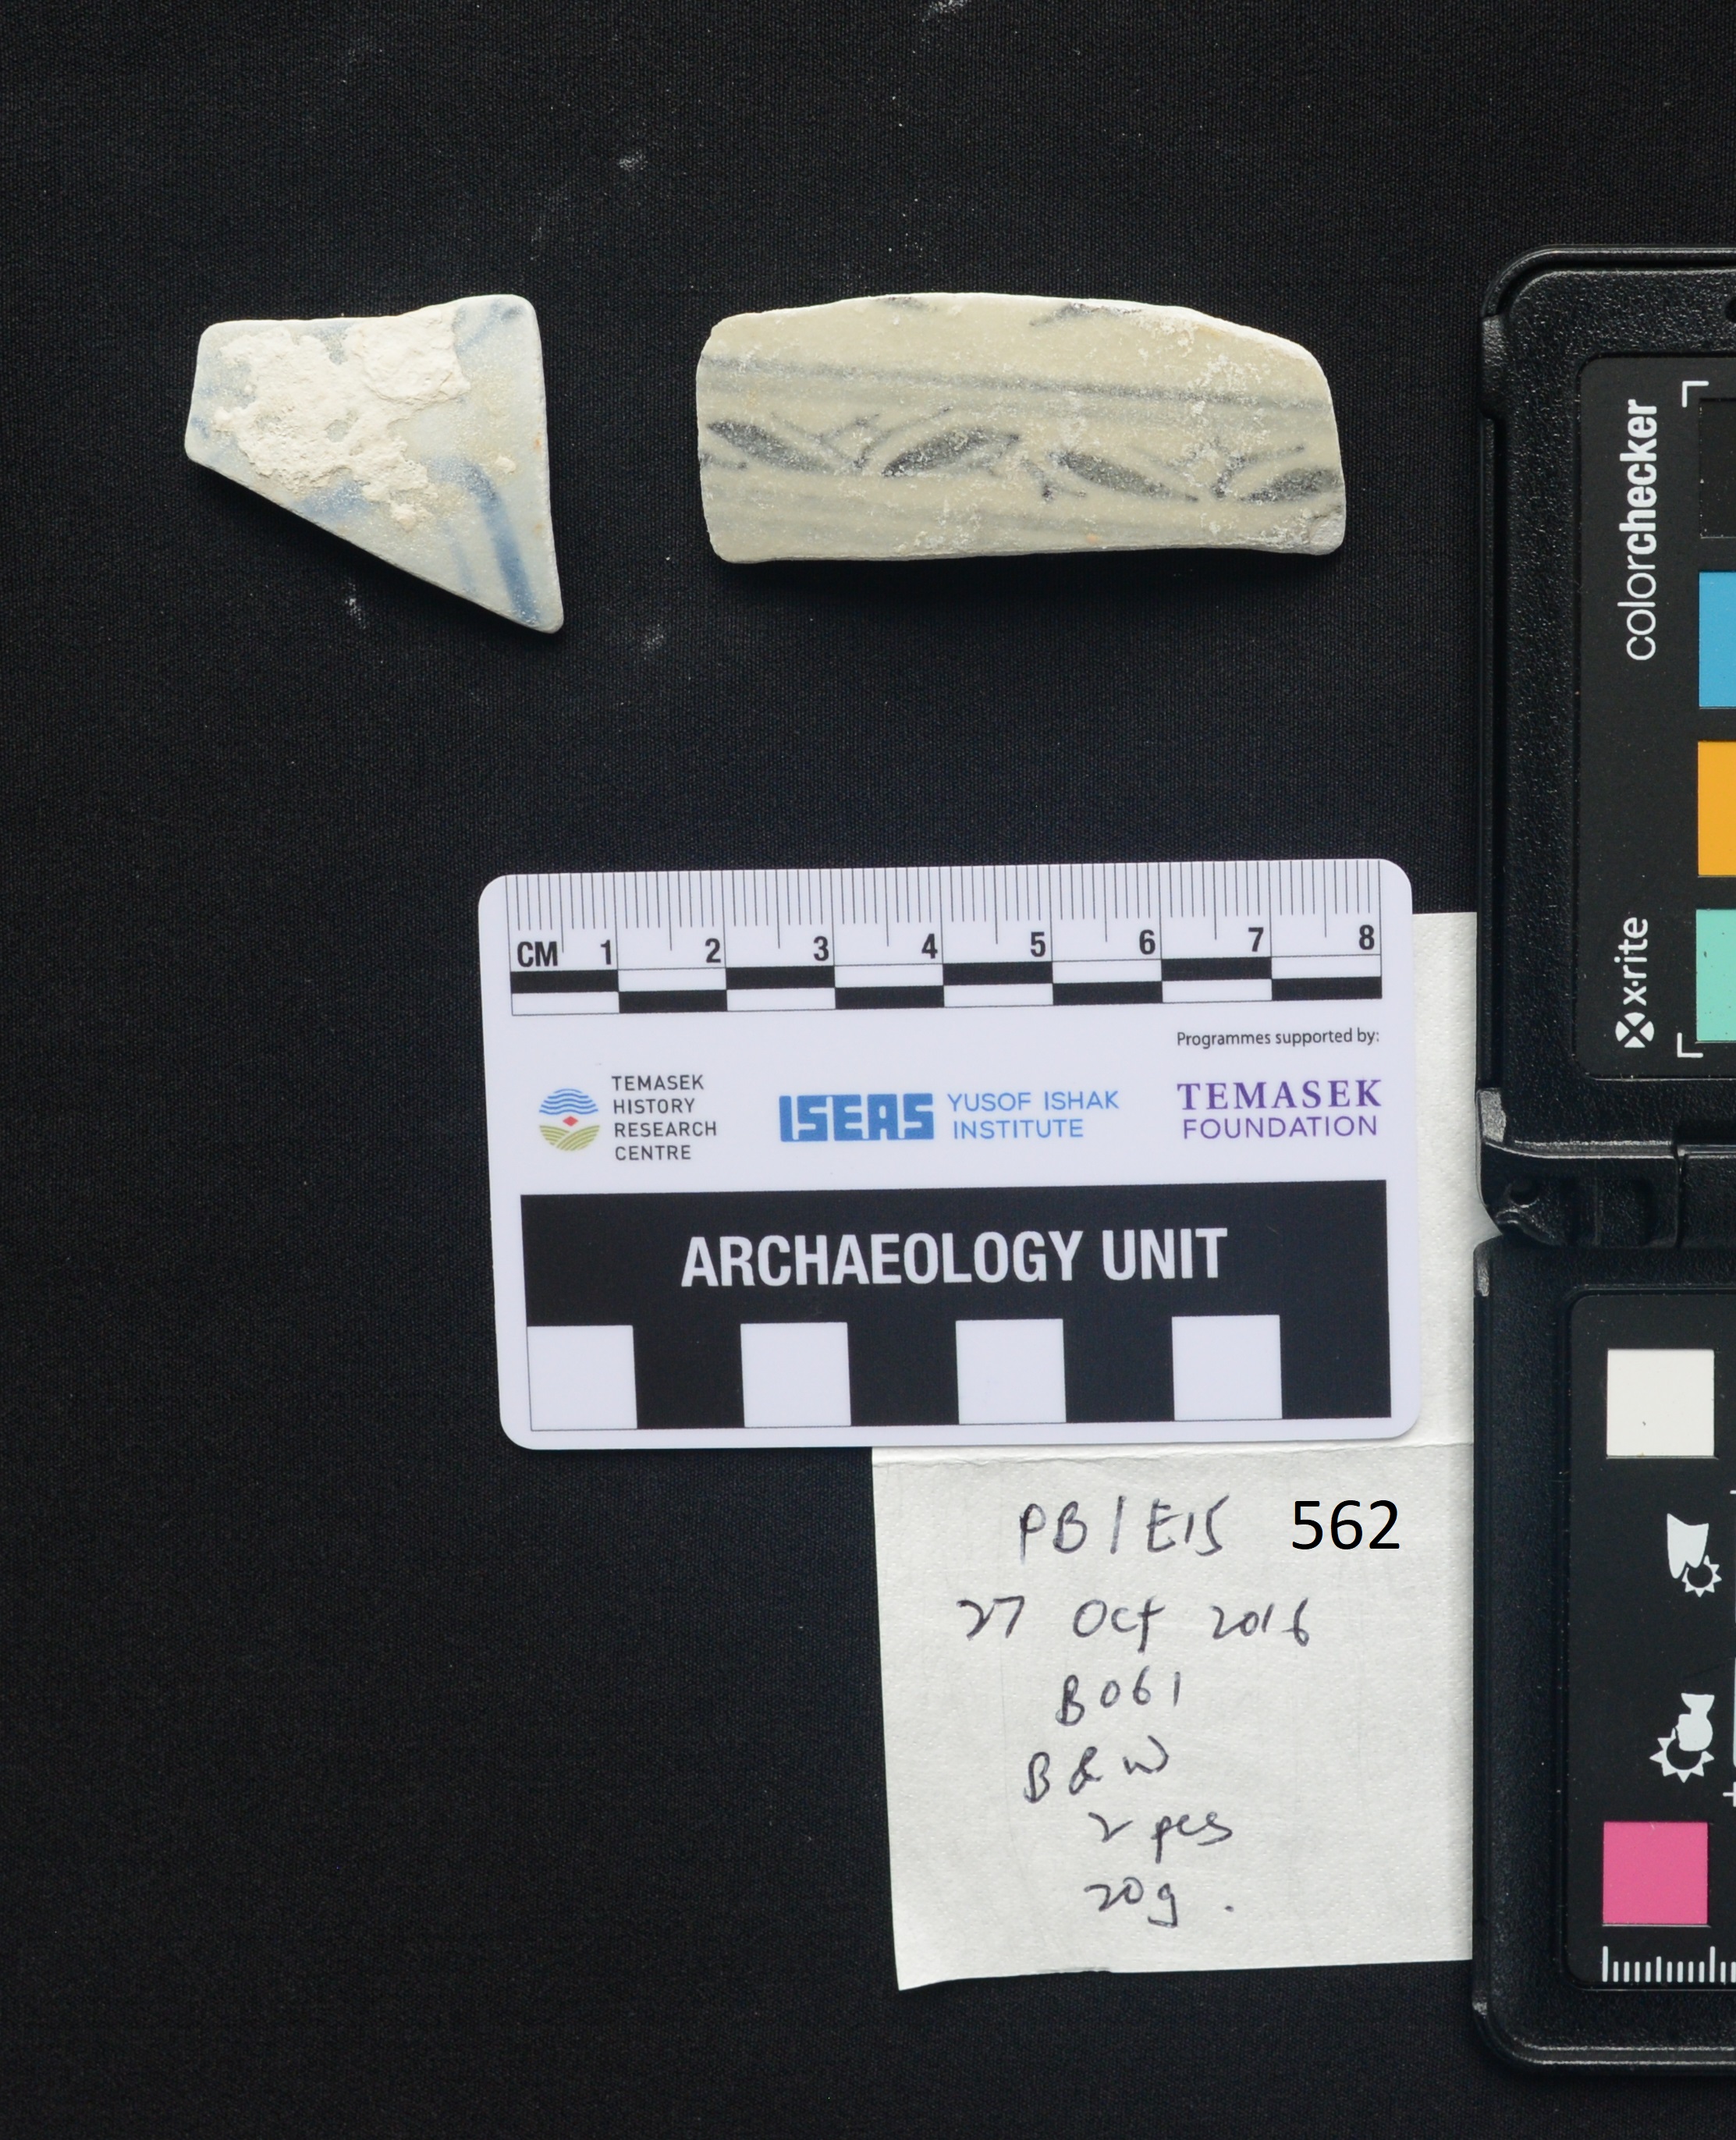 colorchecker
x·rite
CM 1 2 3 4 5 6 7 8
Programmes supported by:
TEMASEK
HISTORY
RESEARCH
CENTRE
ISEAS YUSOF ISHAK
INSTITUTE
TEMASEK
FOUNDATION
ARCHAEOLOGY UNIT
PB / E15 562
27 Oct 2016
B061
B & W
2 pcs
20g.